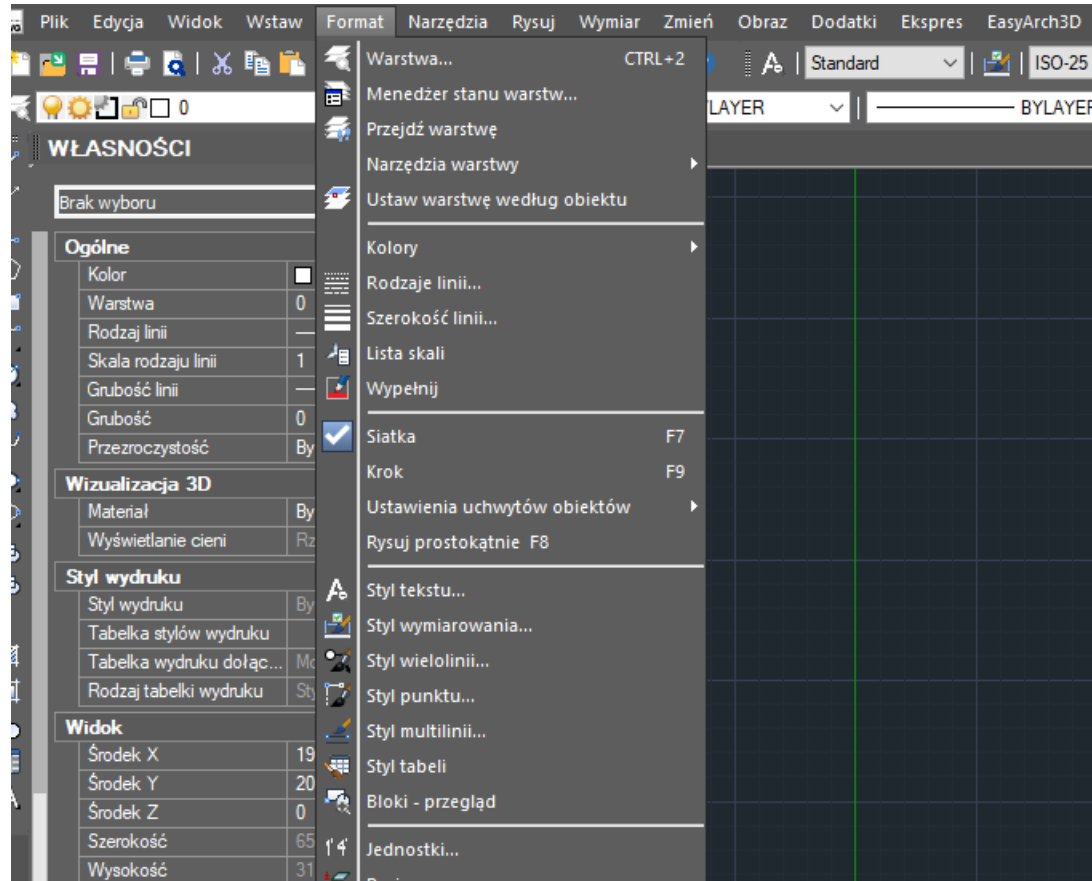 Plik Edycja Widok Wstaw Format Narzędzia Rysuj Wymiar Zmień Obraz Dodatki Ekspres EasyArch3D
Standard ISO-25
0 BYLAYER
WŁASNOŚCI
Brak wyboru
Ogólne
Kolor
Warstwa 0
Rodzaj linii
Skala rodzaju linii 1
Grubość linii
Grubość 0
Przezroczystość By
Wizualizacja 3D
Materiał By
Wyświetlanie cieni Rz
Styl wydruku
Styl wydruku By
Tabelka stylów wydruku
Tabelka wydruku dołąc... Mo
Rodzaj tabelki wydruku Sty
Widok
Środek X 19
Środek Y 20
Środek Z 0
Szerokość 65
Wysokość 31
Warstwa... CTRL+2
Menedżer stanu warstw...
Przejdź warstwę
Narzędzia warstwy
Ustaw warstwę według obiektu
Kolory
Rodzaje linii...
Szerokość linii...
Lista skali
Wypełnij
Siatka F7
Krok F9
Ustawienia uchwytów obiektów
Rysuj prostokątnie F8
Styl tekstu...
Styl wymiarowania...
Styl wielolinii...
Styl punktu...
Styl multilinii...
Styl tabeli
Bloki - przegląd
Jednostki...